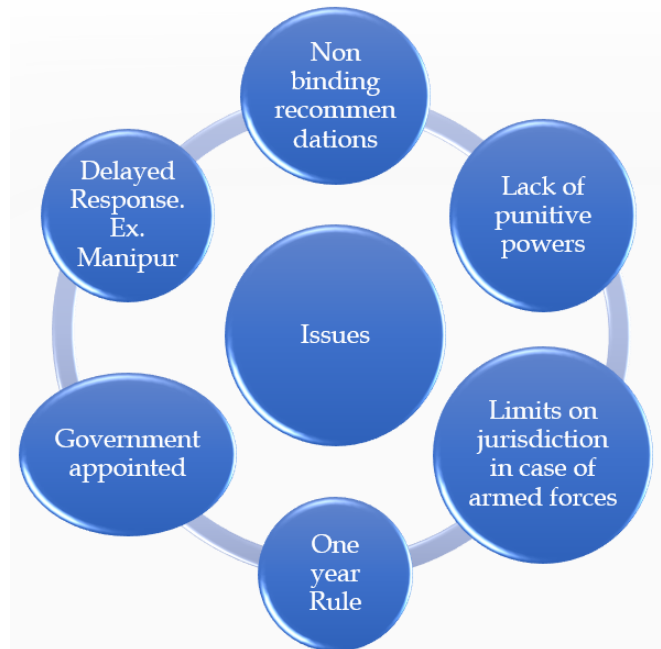 Non
binding
recommen
dations
Lack of
punitive
powers
Limits on
jurisdiction
in case of
armed forces
One
year
Rule
Government
appointed
Delayed
Response.
Ex.
Manipur
Issues